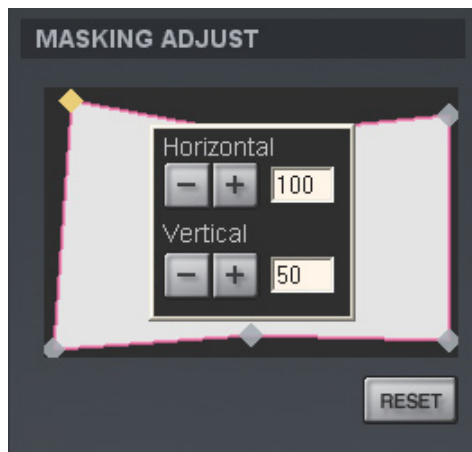 MASKING ADJUST
Horizontal
− + 100
Vertical
− + 50
RESET